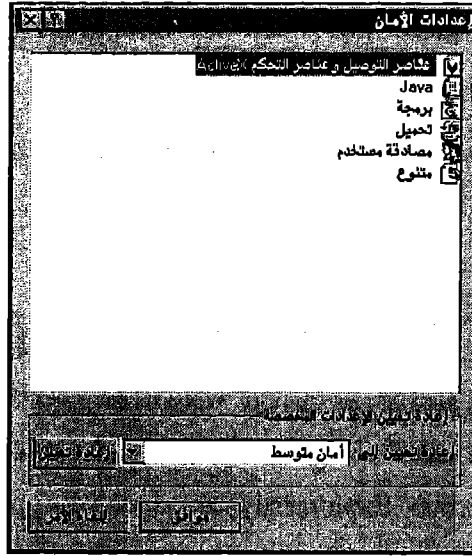 إعدادات الأمان
عناصر التوصيل وعناصر التحكم ActiveX
Java
برمجة
تحميل
مصادقة مستخدم
متنوع
إعادة تعيين الإعدادات المخصصة
إعادة تعيين إلى: أمان متوسط إعادة تعيين
موافق إلغاء الأمر